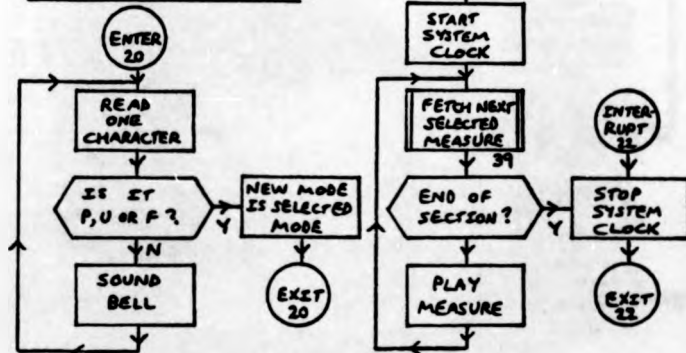 ENTER
20
READ
ONE
CHARACTER
IS IT
P, U OR F?
Y
NEW MODE
IS SELECTED
MODE
EXIT
20
N
SOUND
BELL
START
SYSTEM
CLOCK
FETCH NEXT
SELECTED
MEASURE
39
END OF
SECTION?
Y
PLAY
MEASURE
INTER-
RUPT
22
STOP
SYSTEM
CLOCK
EXIT
22